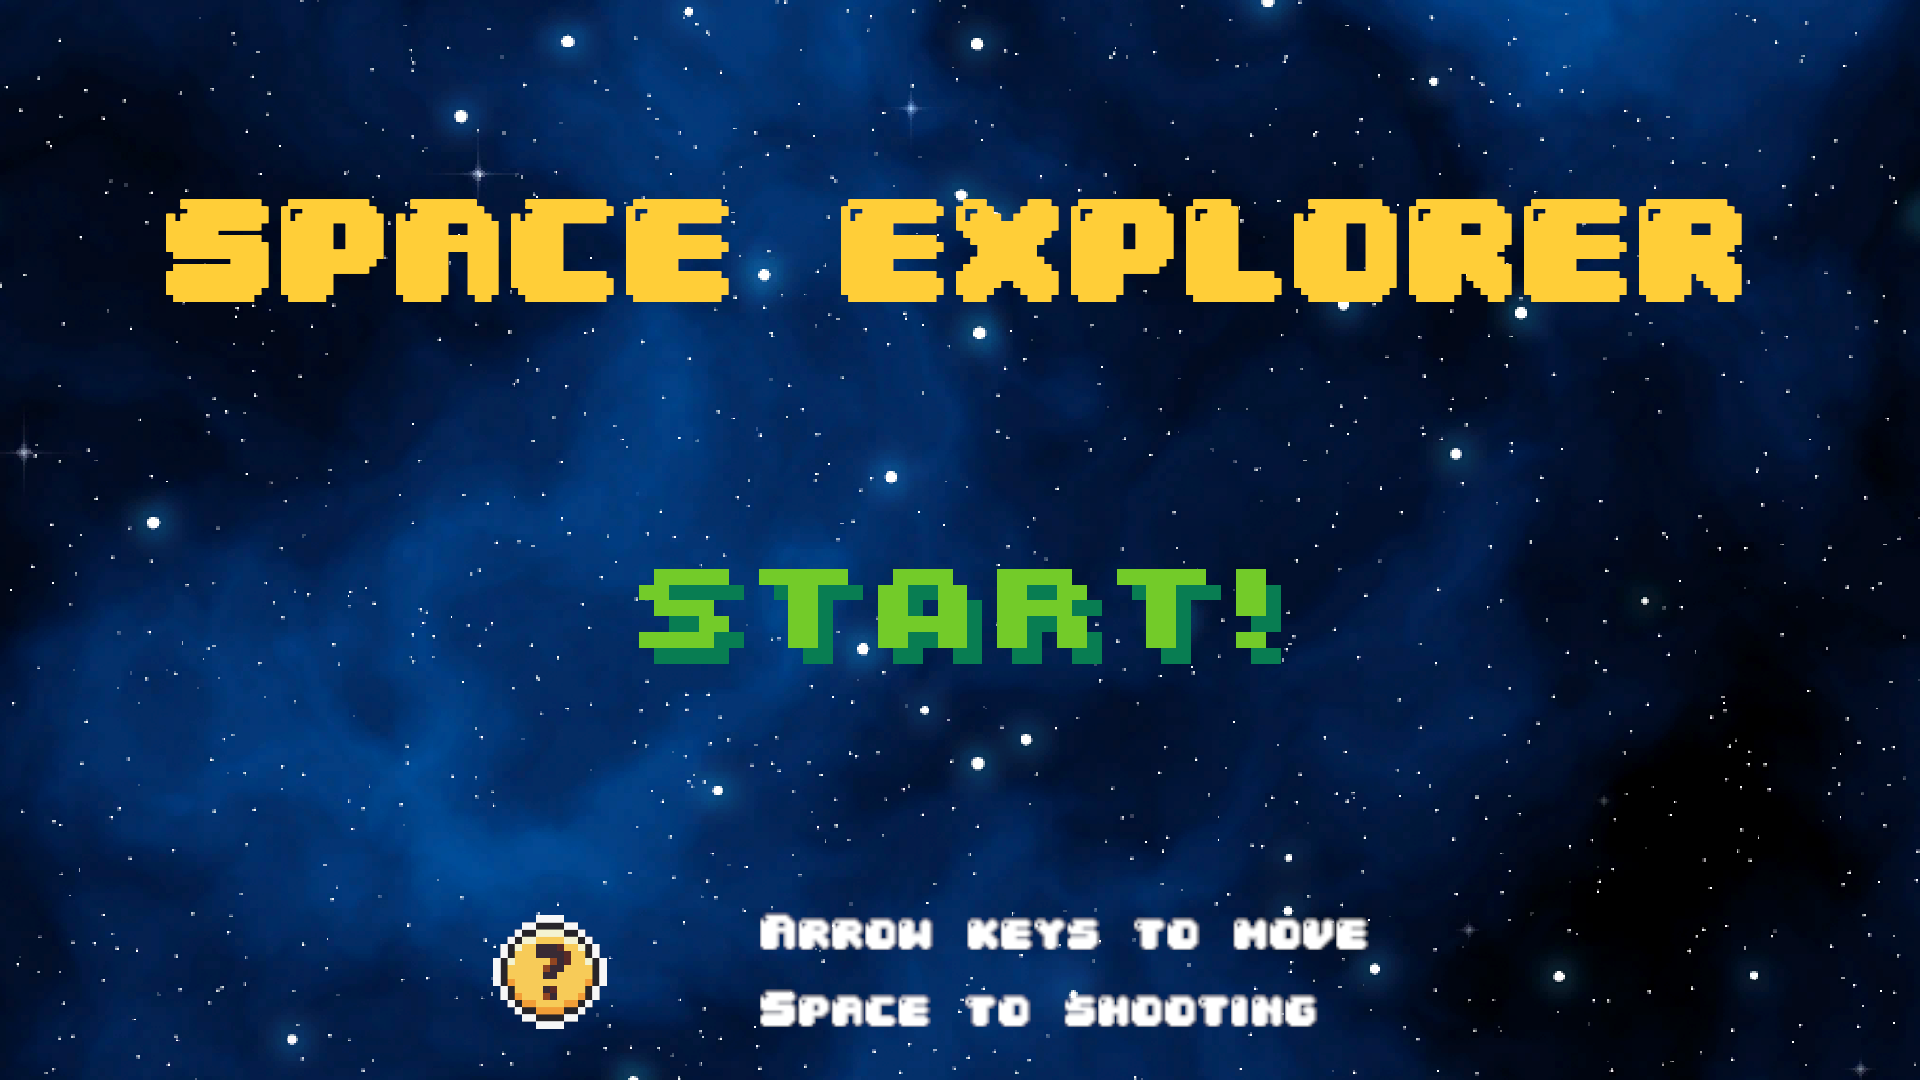 SPACE EXPLORER
START!
?
Arrow keys to move
Space to shooting